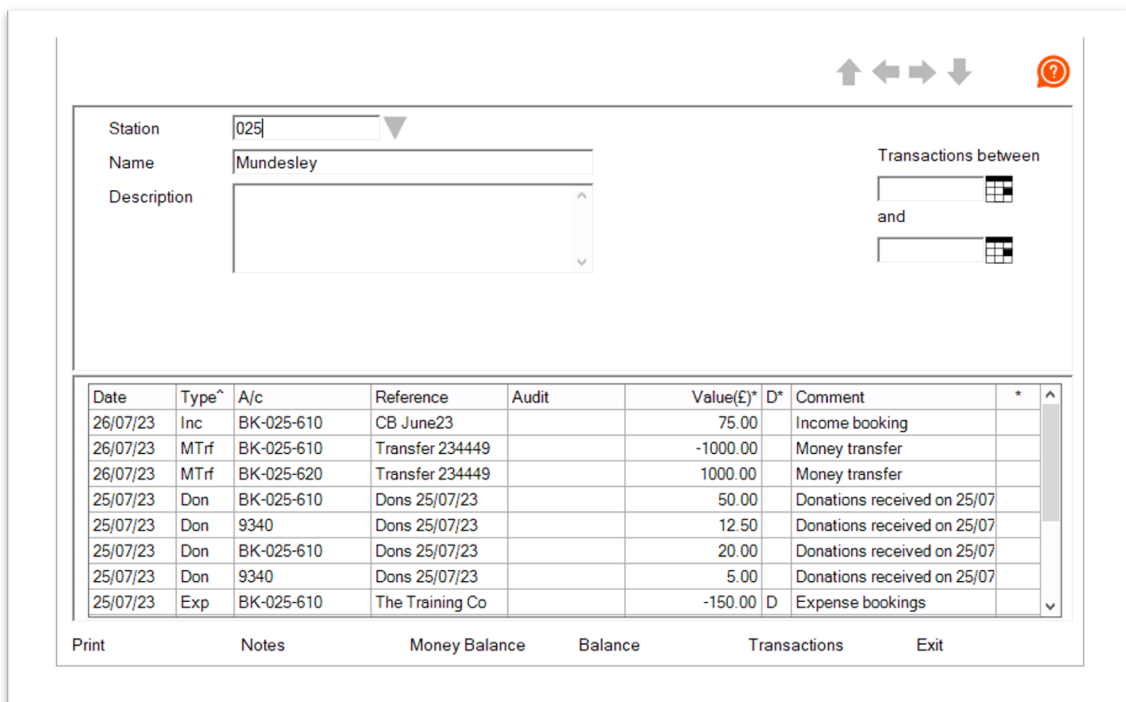 ?
Station 025
Name Mundesley
Description
Transactions between
and
Date Type^ A/c Reference Audit Value(£)* D* Comment *
26/07/23 Inc BK-025-610 CB June23 75.00 Income booking
26/07/23 MTrf BK-025-610 Transfer 234449 -1000.00 Money transfer
26/07/23 MTrf BK-025-620 Transfer 234449 1000.00 Money transfer
25/07/23 Don BK-025-610 Dons 25/07/23 50.00 Donations received on 25/07
25/07/23 Don 9340 Dons 25/07/23 12.50 Donations received on 25/07
25/07/23 Don BK-025-610 Dons 25/07/23 20.00 Donations received on 25/07
25/07/23 Don 9340 Dons 25/07/23 5.00 Donations received on 25/07
25/07/23 Exp BK-025-610 The Training Co -150.00 D Expense bookings
Print Notes Money Balance Balance Transactions Exit